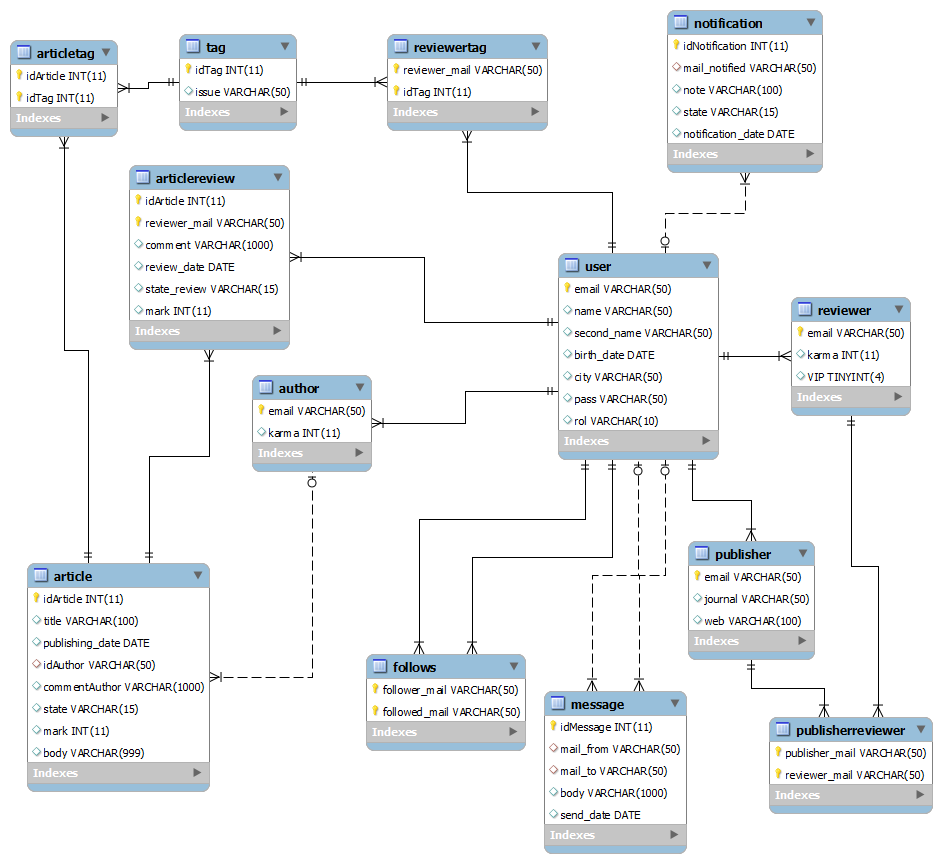 articletag
idArticle INT(11)
idTag INT(11)
Indexes
tag
idTag INT(11)
issue VARCHAR(50)
Indexes
reviewertag
reviewer_mail VARCHAR(50)
idTag INT(11)
Indexes
notification
idNotification INT(11)
mail_notified VARCHAR(50)
note VARCHAR(100)
state VARCHAR(15)
notification_date DATE
Indexes
articlereview
idArticle INT(11)
reviewer_mail VARCHAR(50)
comment VARCHAR(1000)
review_date DATE
state_review VARCHAR(15)
mark INT(11)
Indexes
user
email VARCHAR(50)
name VARCHAR(50)
second_name VARCHAR(50)
birth_date DATE
city VARCHAR(50)
pass VARCHAR(50)
rol VARCHAR(10)
Indexes
reviewer
email VARCHAR(50)
karma INT(11)
VIP TINYINT(4)
Indexes
author
email VARCHAR(50)
karma INT(11)
Indexes
article
idArticle INT(11)
title VARCHAR(100)
publishing_date DATE
idAuthor VARCHAR(50)
commentAuthor VARCHAR(1000)
state VARCHAR(15)
mark INT(11)
body VARCHAR(999)
Indexes
publisher
email VARCHAR(50)
journal VARCHAR(50)
web VARCHAR(100)
Indexes
follows
follower_mail VARCHAR(50)
followed_mail VARCHAR(50)
Indexes
message
idMessage INT(11)
mail_from VARCHAR(50)
mail_to VARCHAR(50)
body VARCHAR(1000)
send_date DATE
Indexes
publisherreviewer
publisher_mail VARCHAR(50)
reviewer_mail VARCHAR(50)
Indexes